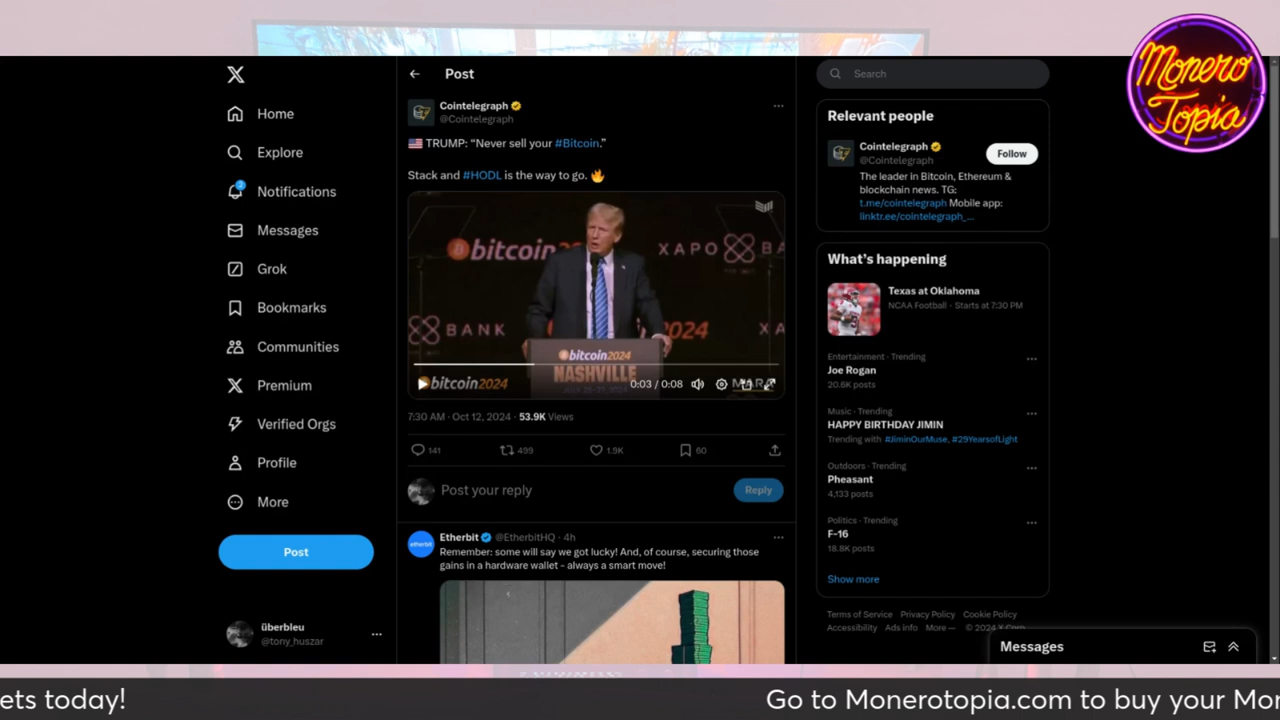 Monero
Topia
Home
Explore
2
Notifications
Messages
Grok
Bookmarks
Communities
Premium
Verified Orgs
Profile
More
Post
überbleu
@tony_huszar
Post
Cointelegraph
@Cointelegraph
TRUMP: “Never sell your #Bitcoin.”
Stack and #HODL is the way to go.
bitcoin
XAPO BA
BANK
2024
XA
bitcoin2024
NASHVILLE
bitcoin2024
0:03 / 0:08
7:30 AM · Oct 12, 2024 · 53.9K Views
141
499
1.9K
60
Post your reply
Reply
Etherbit @EtherbitHQ · 4h
Remember: some will say we got lucky! And, of course, securing those
gains in a hardware wallet - always a smart move!
Search
Relevant people
Cointelegraph
@Cointelegraph
Follow
The leader in Bitcoin, Ethereum &
blockchain news. TG:
t.me/cointelegraph Mobile app:
linktr.ee/cointelegraph_...
What’s happening
Texas at Oklahoma
NCAA Football · Starts at 7:30 PM
Entertainment · Trending
Joe Rogan
20.6K posts
Music · Trending
HAPPY BIRTHDAY JIMIN
Trending with #JiminOurMuse, #29YearsofLight
Outdoors · Trending
Pheasant
4,133 posts
Politics · Trending
F-16
18.8K posts
Show more
Terms of Service Privacy Policy Cookie Policy
Accessibility Ads info More ··· © 2024 X Corp.
Messages
ets today!
Go to Monerotopia.com to buy your Mon